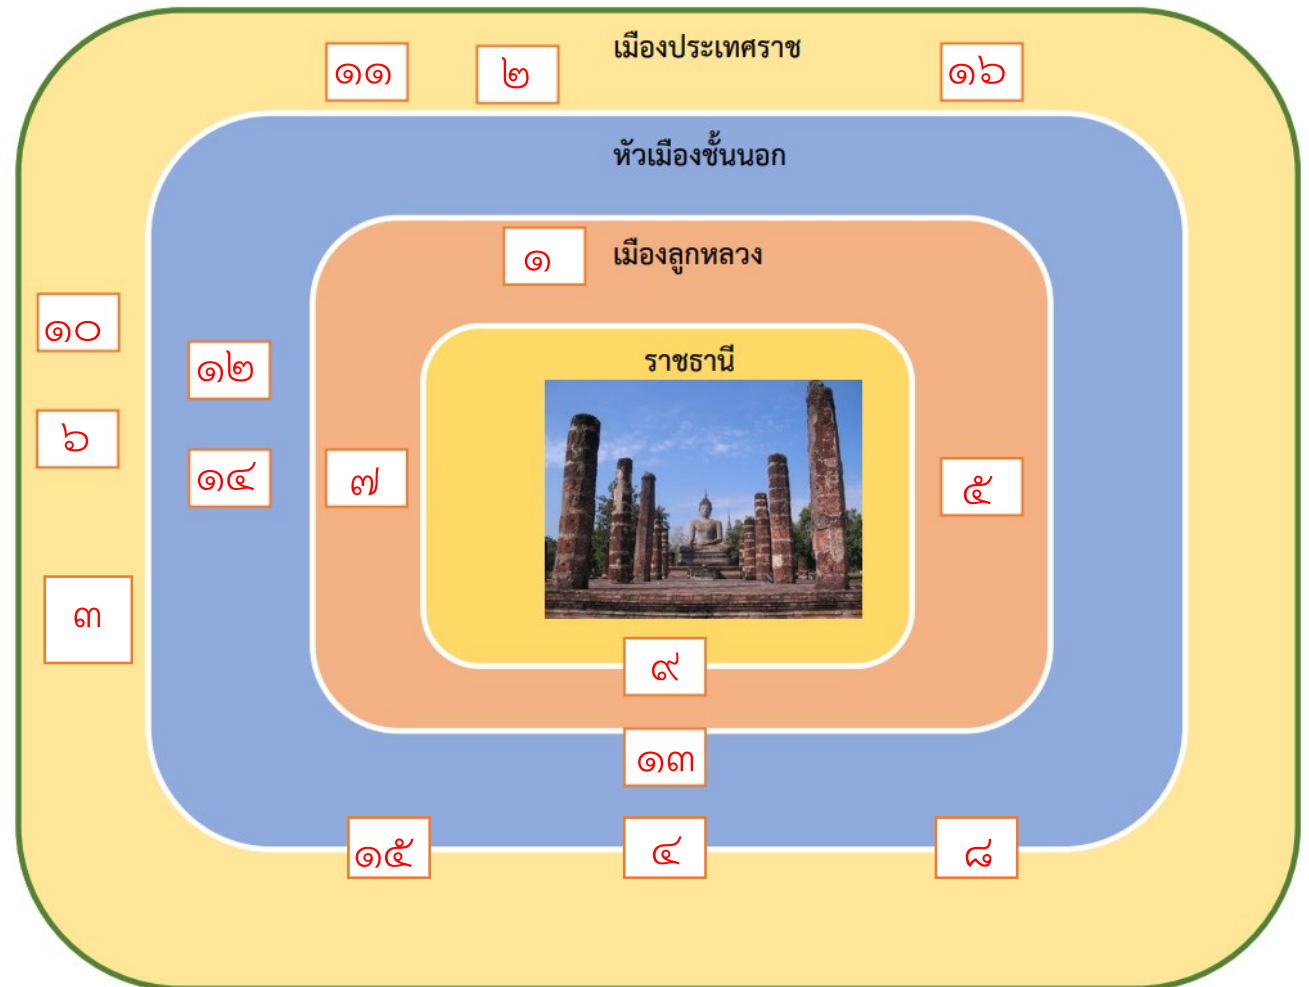 เมืองประเทศราช
๑๑ ๒ ๑๖
หัวเมืองชั้นนอก
๑ เมืองลูกหลวง
๑๐
ราชธานี
๑๒
๖
๑๔ ๗ ๕
๓
๙
๑๓
๑๕ ๔ ๘